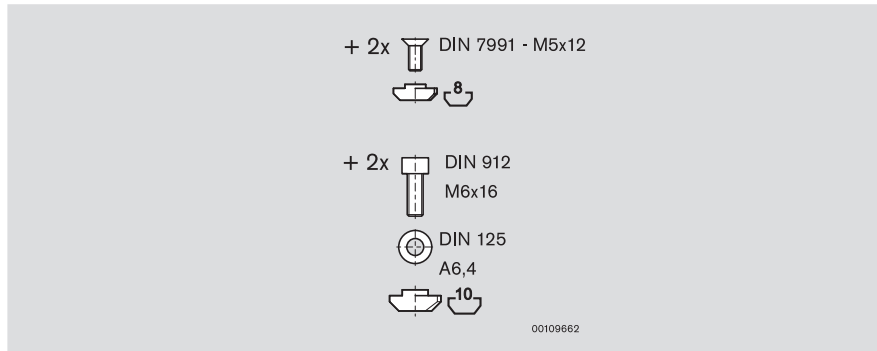 + 2x DIN 7991 - M5x12
8
+ 2x DIN 912
M6x16
DIN 125
A6,4
10
00109662